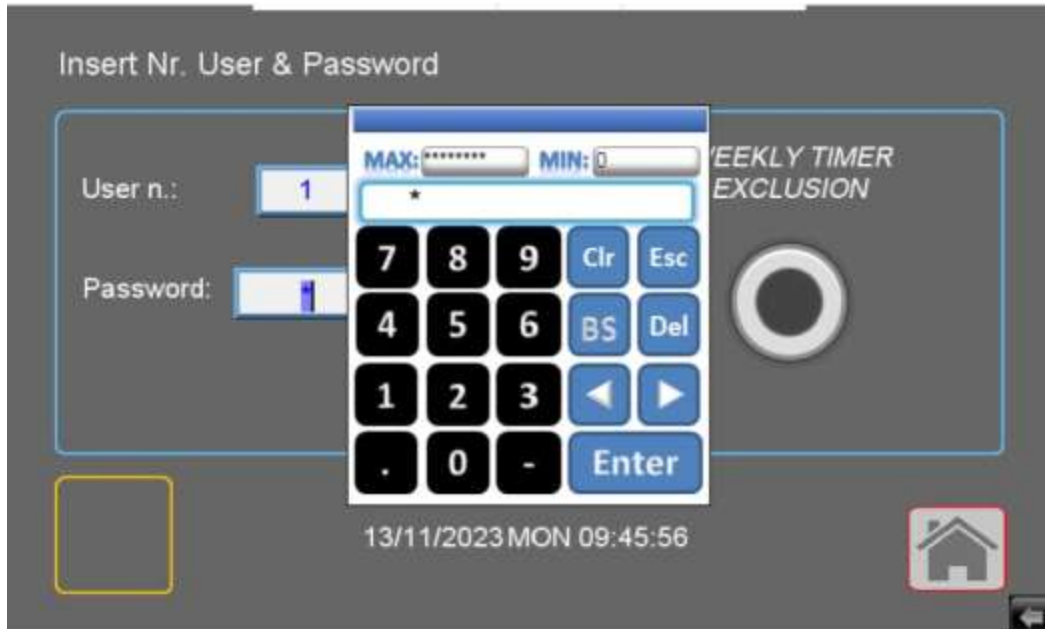 Insert Nr. User & Password
MAX: ******** MIN: 0
User n.: 1
*
EEKLY TIMER
EXCLUSION
7 8 9 Clr Esc
Password: *
4 5 6 BS Del
1 2 3
. 0 - Enter
13/11/2023 MON 09:45:56